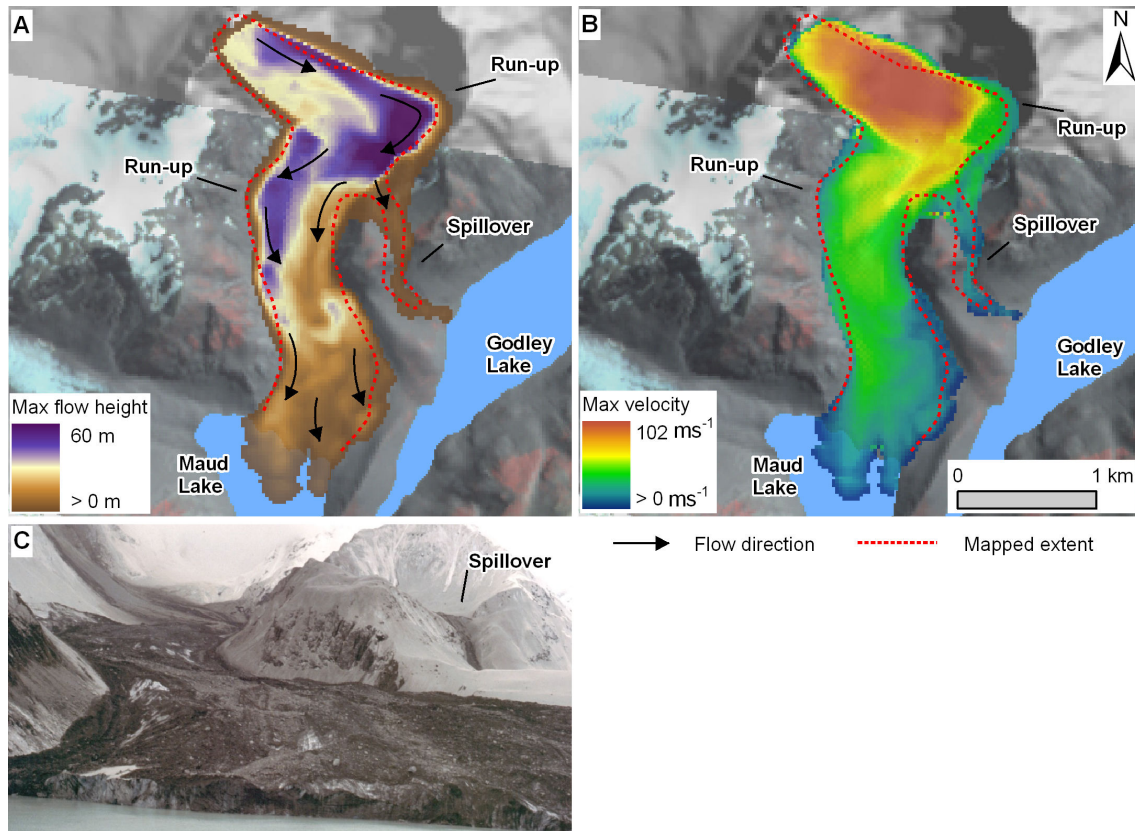 A
Run-up
Run-up
Spillover
Godley
Lake
Maud
Lake
Max flow height
60 m
> 0 m
B
N
Run-up
Run-up
Spillover
Godley
Lake
Maud
Lake
Max velocity
102 ms⁻¹
> 0 ms⁻¹
0 1 km
C
Spillover
Flow direction Mapped extent